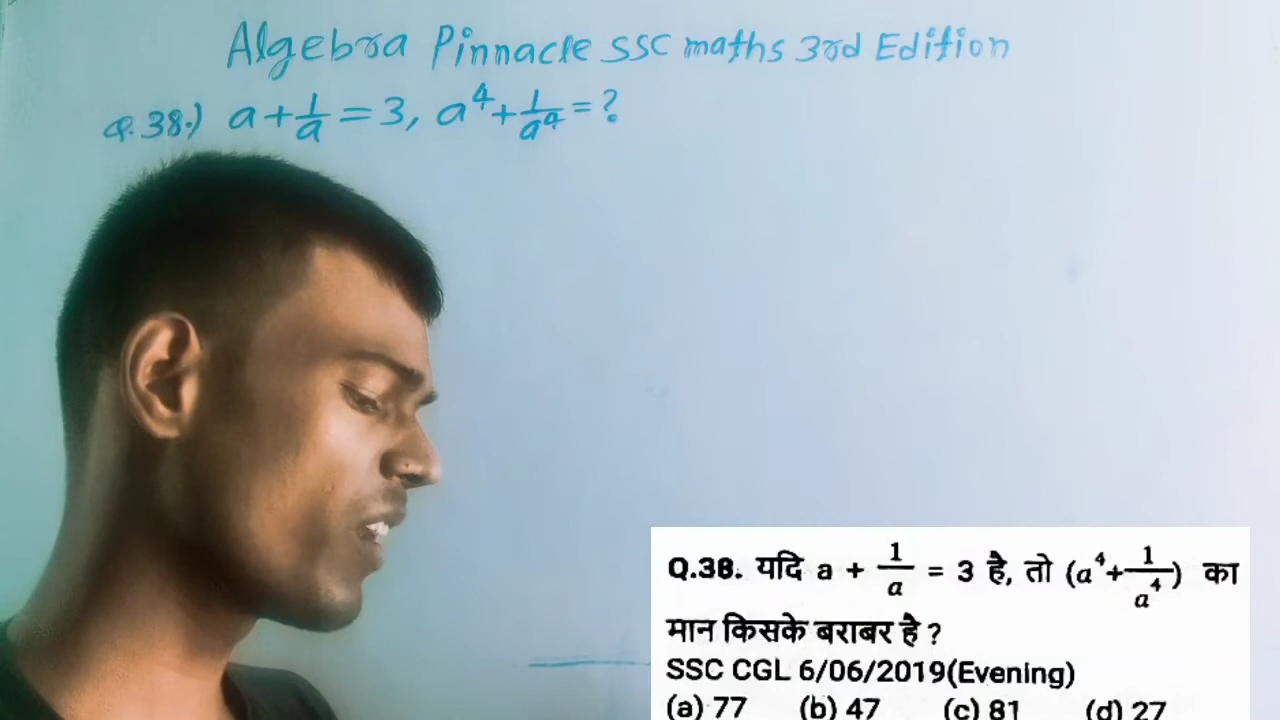 Algebra Pinnacle SSC maths 3rd Edition
Q.38.) a + 1/a = 3, a⁴ + 1/a⁴ = ?
Q.38. यदि a + 1/a = 3 है, तो (a⁴+1/a⁴) का
मान किसके बराबर है ?
SSC CGL 6/06/2019(Evening)
(a) 77 (b) 47 (c) 81 (d) 27